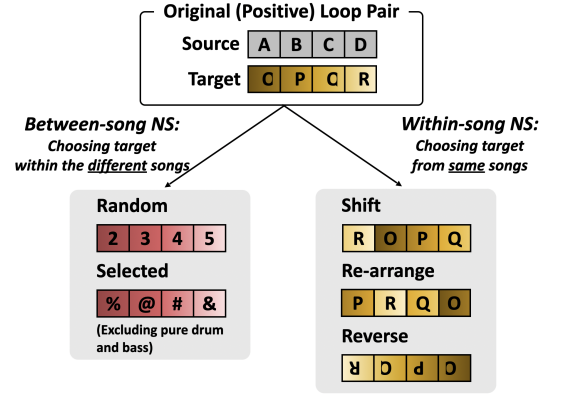 Original (Positive) Loop Pair
Source A B C D
Target O P Q R
Between-song NS:
Choosing target
within the different songs
Within-song NS:
Choosing target
from same songs
Random
2 3 4 5
Selected
% @ # &
(Excluding pure drum
and bass)
Shift
R O P Q
Re-arrange
P R Q O
Reverse
R Q P O